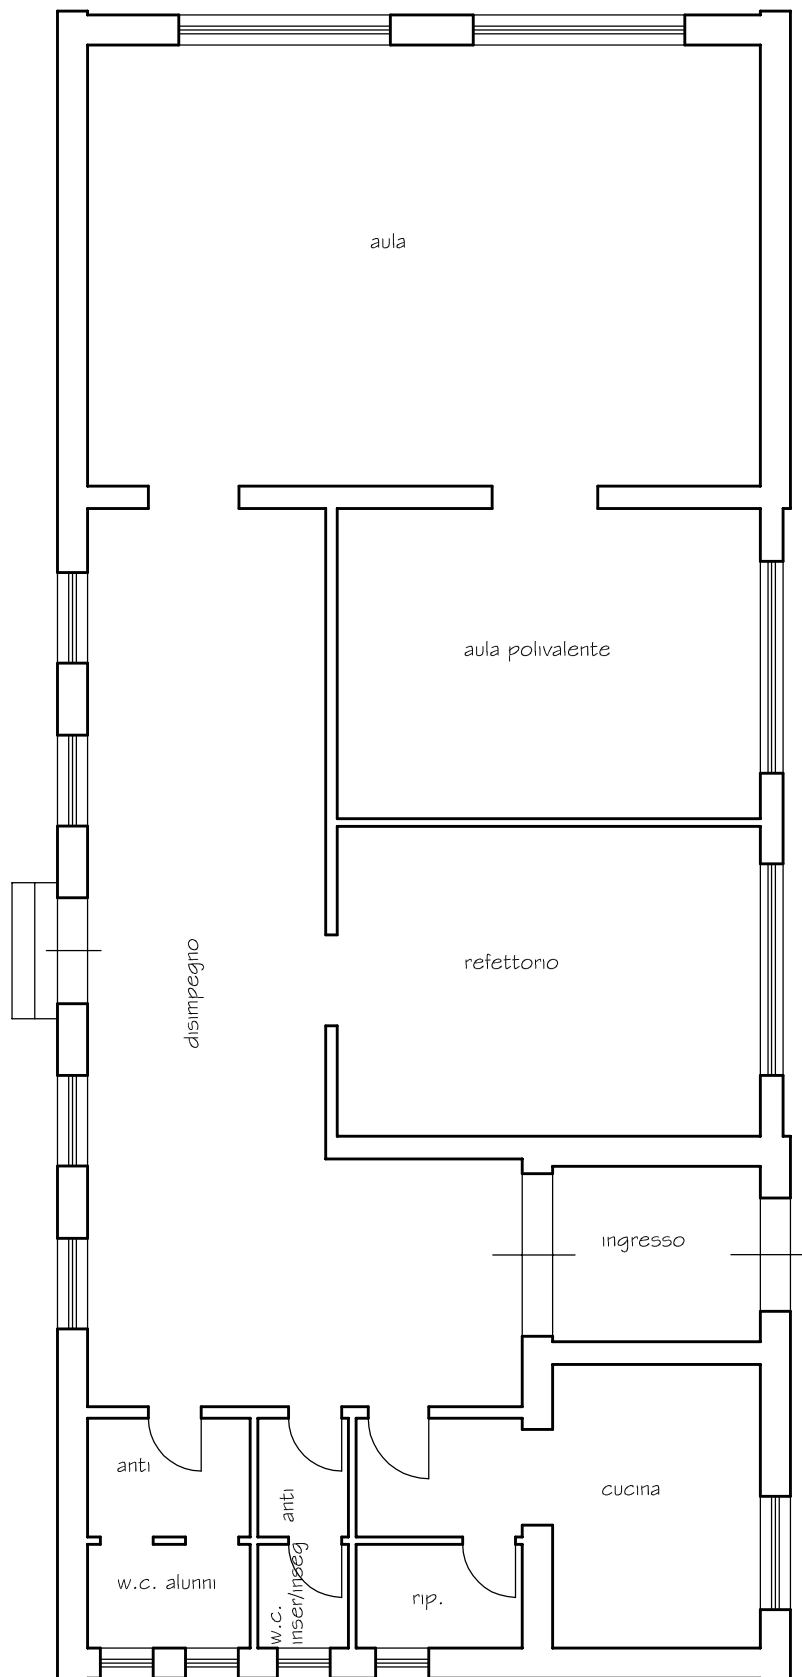 aula
aula polivalente
refettorio
disimpegno
ingresso
anti
anti
cucina
w.c. alunni
w.c.
inser/inseg
rip.